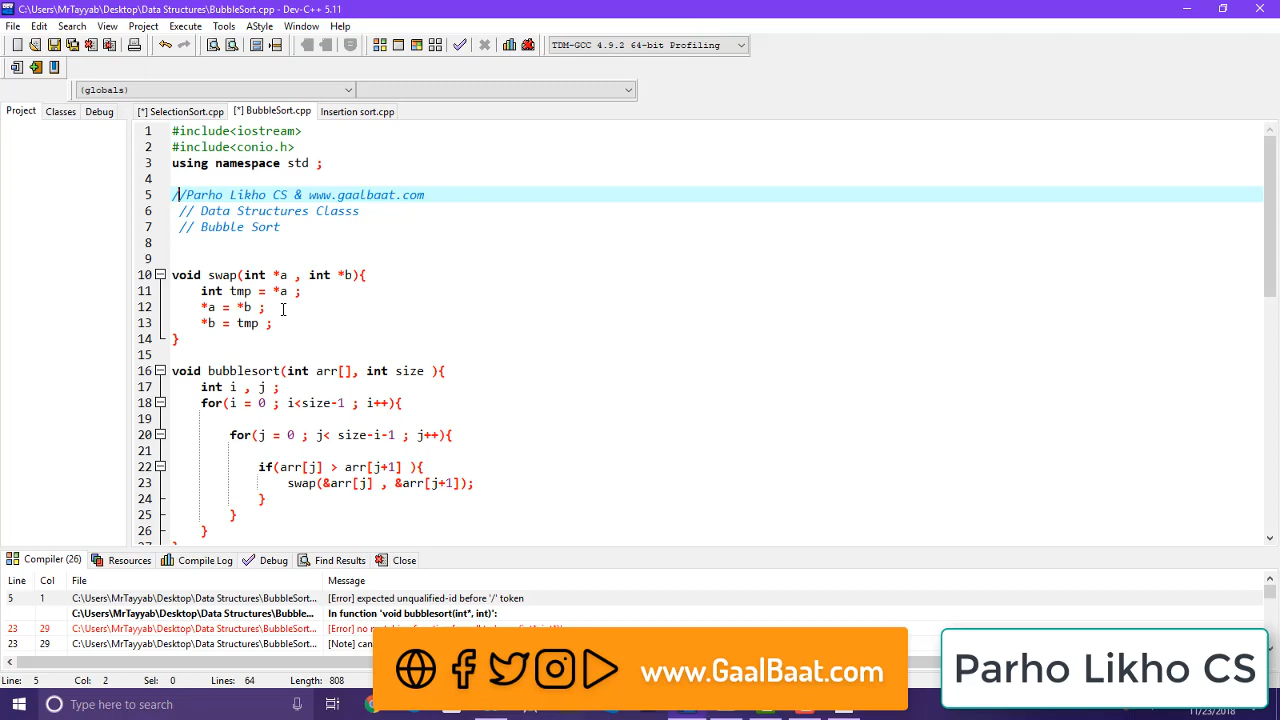 C:\Users\MrTayyab\Desktop\Data Structures\BubbleSort.cpp - Dev-C++ 5.11
File Edit Search View Project Execute Tools AStyle Window Help
TDM-GCC 4.9.2 64-bit Profiling
(globals)
Project Classes Debug [*] SelectionSort.cpp [*] BubbleSort.cpp Insertion sort.cpp
1 #include<iostream>
2 #include<conio.h>
3 using namespace std ;
4
5 //Parho Likho CS & www.gaalbaat.com
6 // Data Structures Classs
7 // Bubble Sort
8
9
10 void swap(int *a , int *b){
11 int tmp = *a ;
12 *a = *b ;
13 *b = tmp ;
14 }
15
16 void bubblesort(int arr[], int size ){
17 int i , j ;
18 for(i = 0 ; i<size-1 ; i++){
19
20 for(j = 0 ; j< size-i-1 ; j++){
21
22 if(arr[j] > arr[j+1] ){
23 swap(&arr[j] , &arr[j+1]);
24 }
25 }
26 }
Compiler (26) Resources Compile Log Debug Find Results Close
Line Col File Message
5 1 C:\Users\MrTayyab\Desktop\Data Structures\BubbleSort... [Error] expected unqualified-id before '/' token
C:\Users\MrTayyab\Desktop\Data Structures\Bubble... In function 'void bubblesort(int*, int)':
23 29 C:\Users\MrTayyab\Desktop\Data Structures\BubbleSort... [Error]
23 29 C:\Users\MrTayyab\Desktop\Data Structures\BubbleSort... [Note]
Line: 5 Col: 2 Sel: 0 Lines: 64 Length: 808
www.GaalBaat.com
Parho Likho CS
Type here to search
11/23/2018